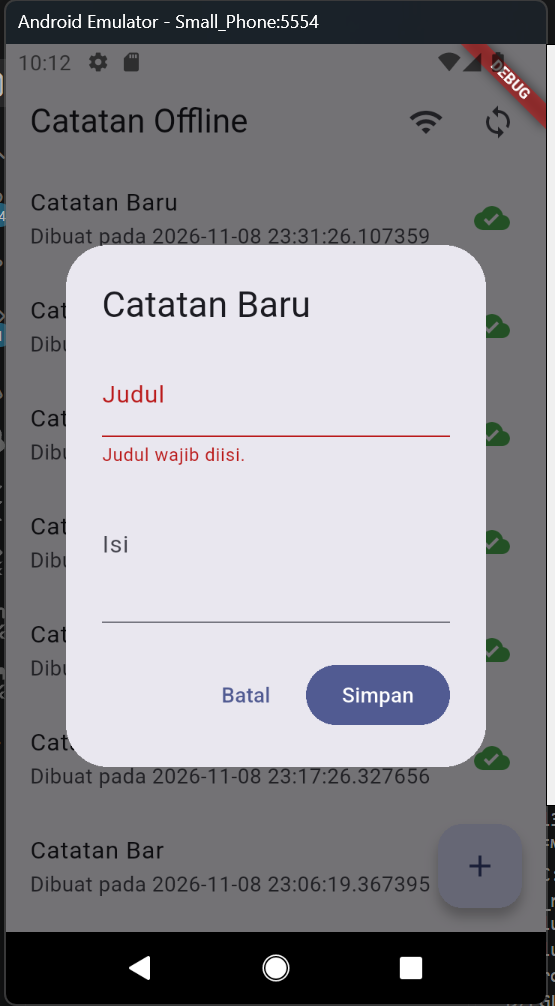 Android Emulator - Small_Phone:5554
10:12
DEBUG
Catatan Offline
Catatan Baru
Dibuat pada 2026-11-08 23:31:26.107359
Catatan Baru
Judul
Judul wajib diisi.
Isi
Batal
Simpan
Dibuat pada 2026-11-08 23:17:26.327656
Catatan Bar
Dibuat pada 2026-11-08 23:06:19.367395